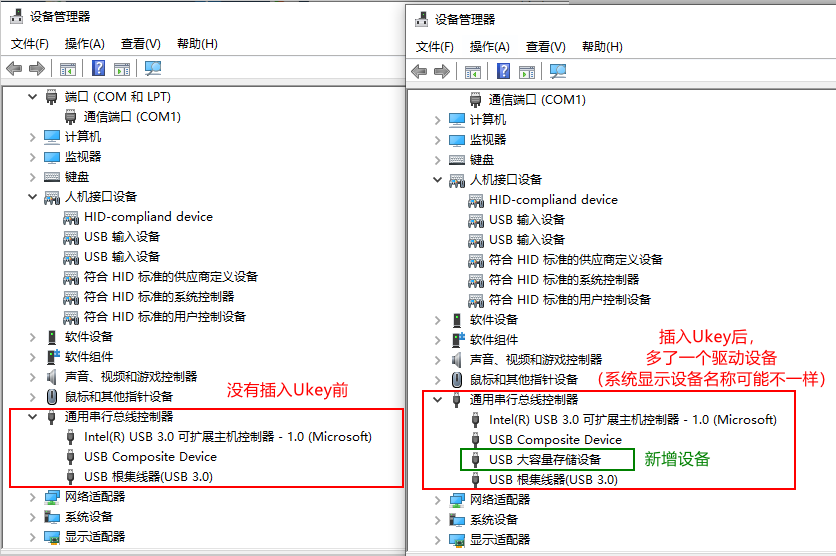 设备管理器
文件(F) 操作(A) 查看(V) 帮助(H)
端口 (COM 和 LPT)
通信端口 (COM1)
计算机
监视器
键盘
人机接口设备
HID-compliand device
USB 输入设备
USB 输入设备
符合 HID 标准的供应商定义设备
符合 HID 标准的系统控制器
符合 HID 标准的用户控制设备
软件设备
软件组件
声音、视频和游戏控制器
鼠标和其他指针设备
没有插入Ukey前
通用串行总线控制器
Intel(R) USB 3.0 可扩展主机控制器 - 1.0 (Microsoft)
USB Composite Device
USB 根集线器(USB 3.0)
网络适配器
系统设备
显示适配器
设备管理器
文件(F) 操作(A) 查看(V) 帮助(H)
通信端口 (COM1)
计算机
监视器
键盘
人机接口设备
HID-compliand device
USB 输入设备
USB 输入设备
符合 HID 标准的供应商定义设备
符合 HID 标准的系统控制器
符合 HID 标准的用户控制设备
软件设备
软件组件
声音、视频和游戏控制器
鼠标和其他指针设备
插入Ukey后，
多了一个驱动设备
（系统显示设备名称可能不一样）
通用串行总线控制器
Intel(R) USB 3.0 可扩展主机控制器 - 1.0 (Microsoft)
USB Composite Device
USB 大容量存储设备
新增设备
USB 根集线器(USB 3.0)
网络适配器
系统设备
显示适配器